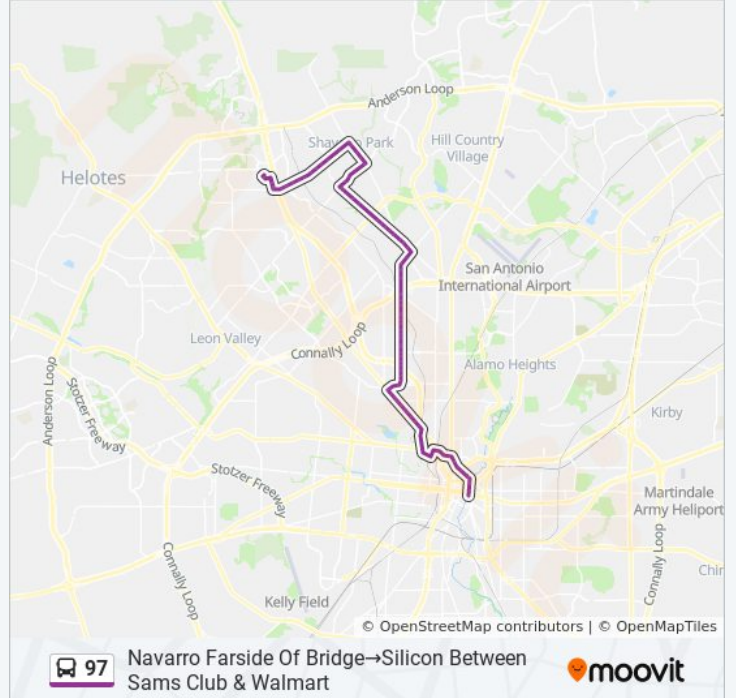 Anderson Loop
Shavano Park
Hill Country
Village
Helotes
San Antonio
International Airport
Leon Valley
Connally Loop
Alamo Heights
Anderson Loop
Stotzer Freeway
Kirby
Stotzer Freeway
Martindale
Army Heliport
Connally Loop
Connally Loop
Kelly Field
© OpenStreetMap contributors | © OpenMapTiles
97
Navarro Farside Of Bridge→Silicon Between
Sams Club & Walmart
moovit